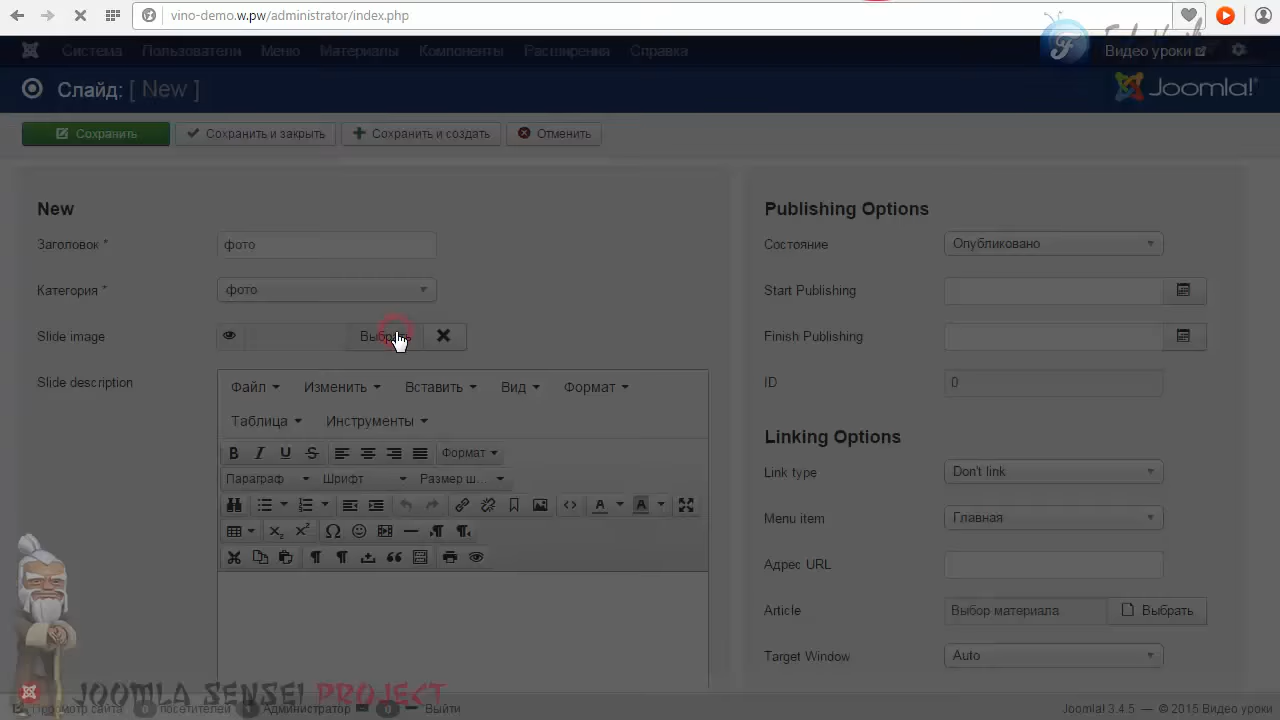 vino-demo.w.pw/administrator/index.php
Система Пользователи Меню Материалы Компоненты Расширения Справка Видео уроки
Слайд: [ New ] Joomla!
Сохранить Сохранить и закрыть Сохранить и создать Отменить
New
Заголовок * фото
Категория * фото
Slide image
Slide description
Файл Изменить Вставить Вид Формат
Таблица Инструменты
Формат
Параграф Шрифт Размер ш...
Publishing Options
Состояние Опубликовано
Start Publishing
Finish Publishing
ID 0
Linking Options
Link type Don't link
Menu item Главная
Адрес URL
Article Выбор материала Выбрать
Target Window Auto
JOOMLA SENSEI PROJECT
Просмотр сайта 0 посетителей Администратор 0 Выйти Joomla! 3.4.5 — © 2015 Видео уроки